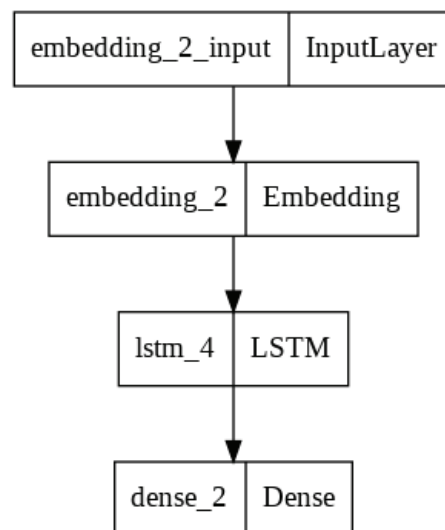 embedding_2_input InputLayer
embedding_2 Embedding
lstm_4 LSTM
dense_2 Dense